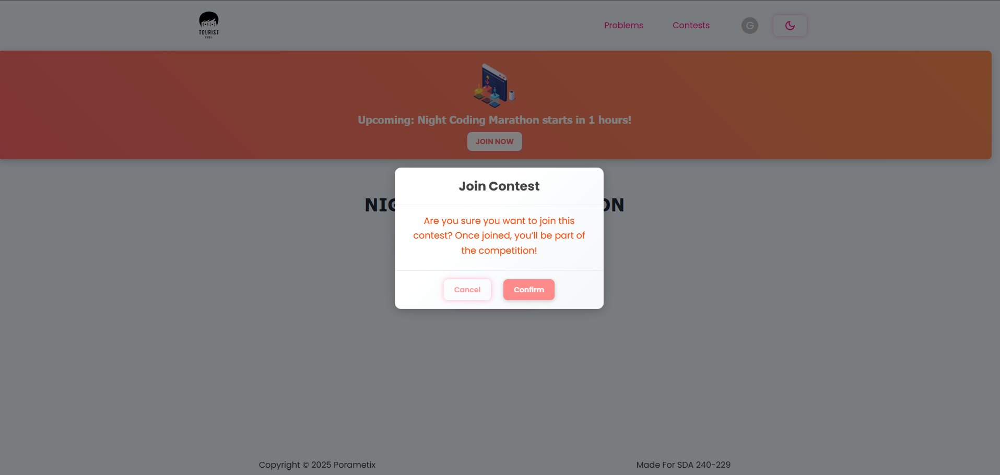 TOURIST
CODE
Problems
Contests
G
Upcoming: Night Coding Marathon starts in 1 hours!
JOIN NOW
Join Contest
Are you sure you want to join this
contest? Once joined, you’ll be part of
the competition!
Cancel
Confirm
Copyright © 2025 Porametix
Made For SDA 240-229